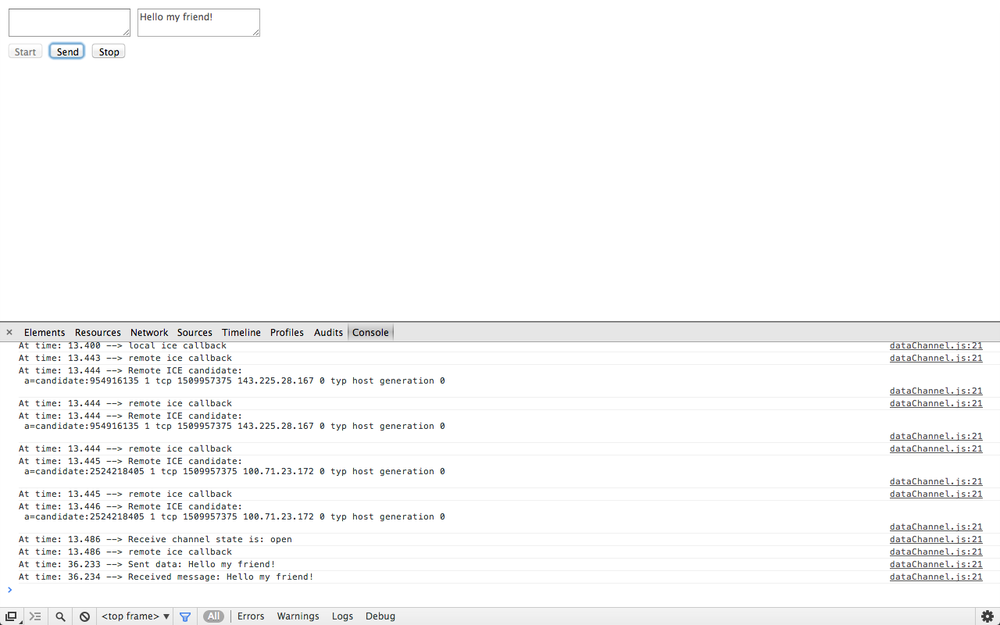 Hello my friend!
Start Send Stop
× Elements Resources Network Sources Timeline Profiles Audits Console
At time: 13.400 --> local ice callback dataChannel.js:21
At time: 13.443 --> remote ice callback dataChannel.js:21
At time: 13.444 --> Remote ICE candidate:
a=candidate:954916135 1 tcp 1509957375 143.225.28.167 0 typ host generation 0
dataChannel.js:21
At time: 13.444 --> remote ice callback dataChannel.js:21
At time: 13.444 --> Remote ICE candidate:
a=candidate:954916135 1 tcp 1509957375 143.225.28.167 0 typ host generation 0
dataChannel.js:21
At time: 13.444 --> remote ice callback dataChannel.js:21
At time: 13.445 --> Remote ICE candidate:
a=candidate:2524218405 1 tcp 1509957375 100.71.23.172 0 typ host generation 0
dataChannel.js:21
At time: 13.445 --> remote ice callback dataChannel.js:21
At time: 13.446 --> Remote ICE candidate:
a=candidate:2524218405 1 tcp 1509957375 100.71.23.172 0 typ host generation 0
dataChannel.js:21
At time: 13.486 --> Receive channel state is: open dataChannel.js:21
At time: 13.486 --> remote ice callback dataChannel.js:21
At time: 36.233 --> Sent data: Hello my friend! dataChannel.js:21
At time: 36.234 --> Received message: Hello my friend! dataChannel.js:21
>
<top frame> ▼ All Errors Warnings Logs Debug